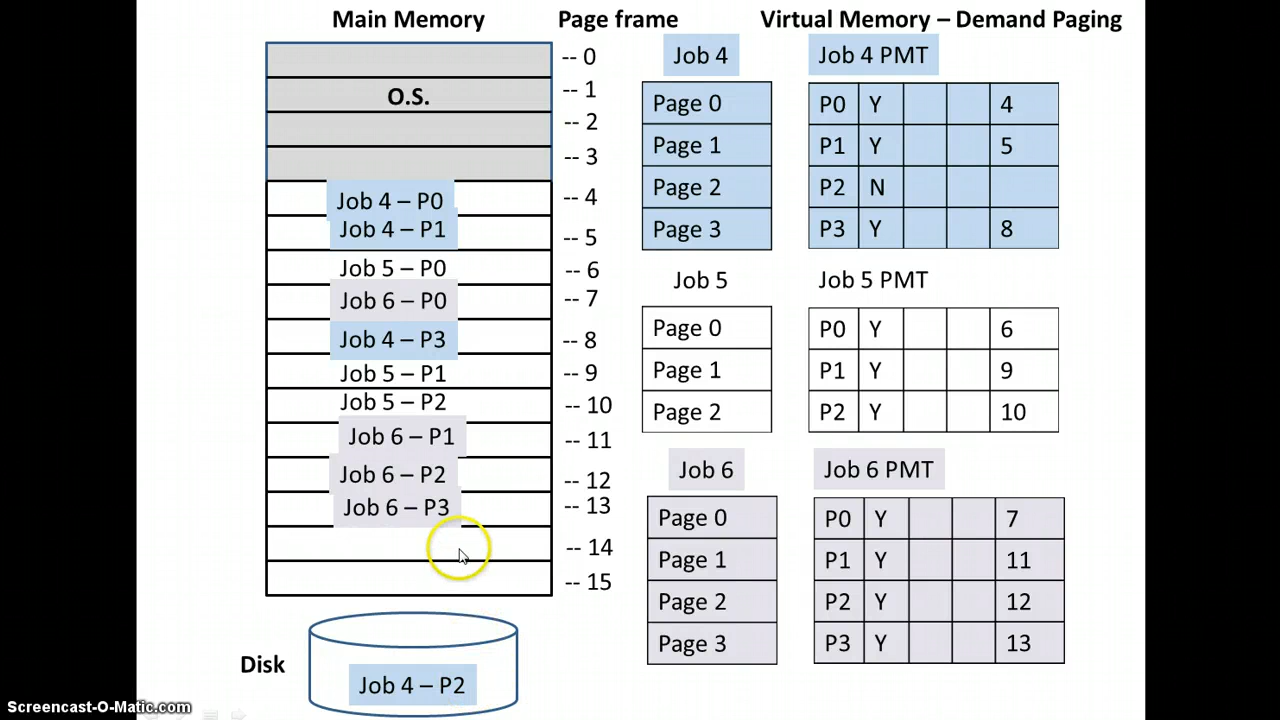 Main Memory Page frame Virtual Memory – Demand Paging
-- 0
O.S.
-- 1
-- 2
-- 3
Job 4 – P0 -- 4
Job 4 – P1 -- 5
Job 5 – P0 -- 6
Job 6 – P0 -- 7
Job 4 – P3 -- 8
Job 5 – P1 -- 9
Job 5 – P2 -- 10
Job 6 – P1 -- 11
Job 6 – P2 -- 12
Job 6 – P3 -- 13
-- 14
-- 15
Disk
Job 4 – P2
Job 4 Job 4 PMT
Page 0 P0 Y 4
Page 1 P1 Y 5
Page 2 P2 N
Page 3 P3 Y 8
Job 5 Job 5 PMT
Page 0 P0 Y 6
Page 1 P1 Y 9
Page 2 P2 Y 10
Job 6 Job 6 PMT
Page 0 P0 Y 7
Page 1 P1 Y 11
Page 2 P2 Y 12
Page 3 P3 Y 13
Screencast-O-Matic.com